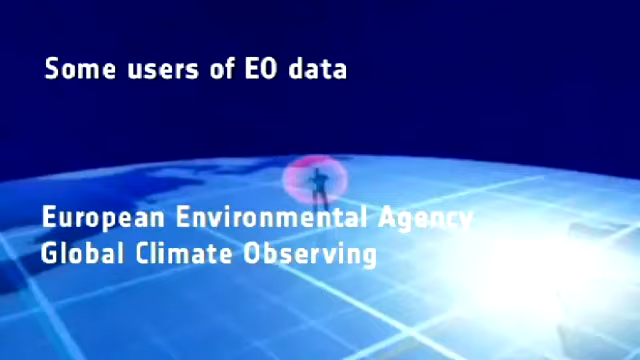 Some users of EO data
European Environmental Agency
Global Climate Observing